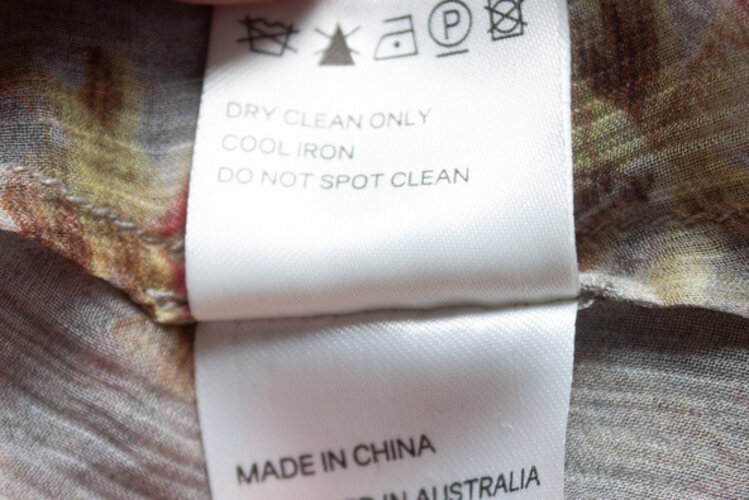 P
DRY CLEAN ONLY
COOL IRON
DO NOT SPOT CLEAN
MADE IN CHINA
IN AUSTRALIA